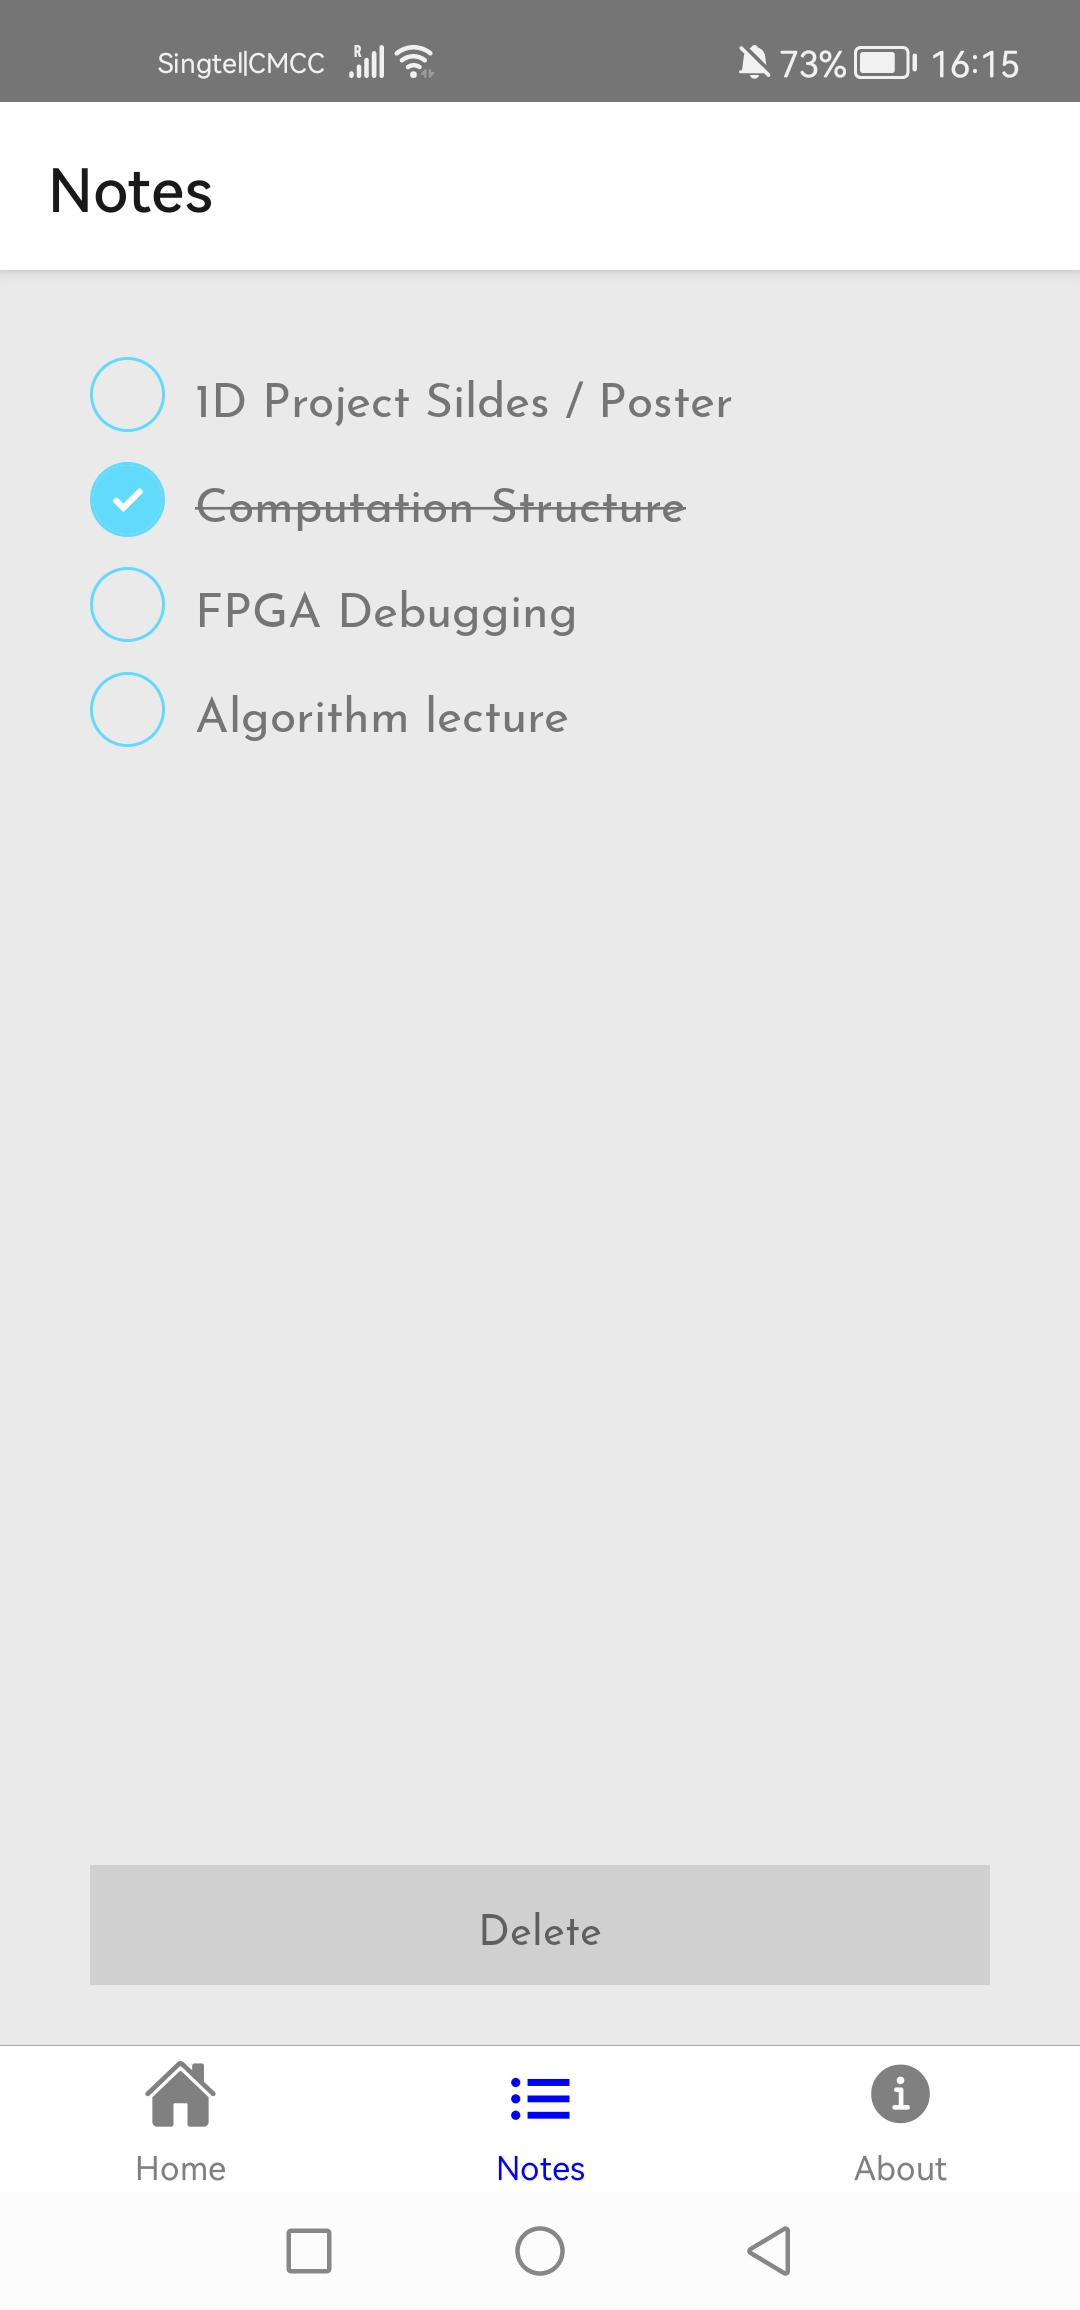 Singtel|CMCC R 73% 16:15
Notes
1D Project Sildes / Poster
Computation Structure
FPGA Debugging
Algorithm lecture
Delete
Home Notes About